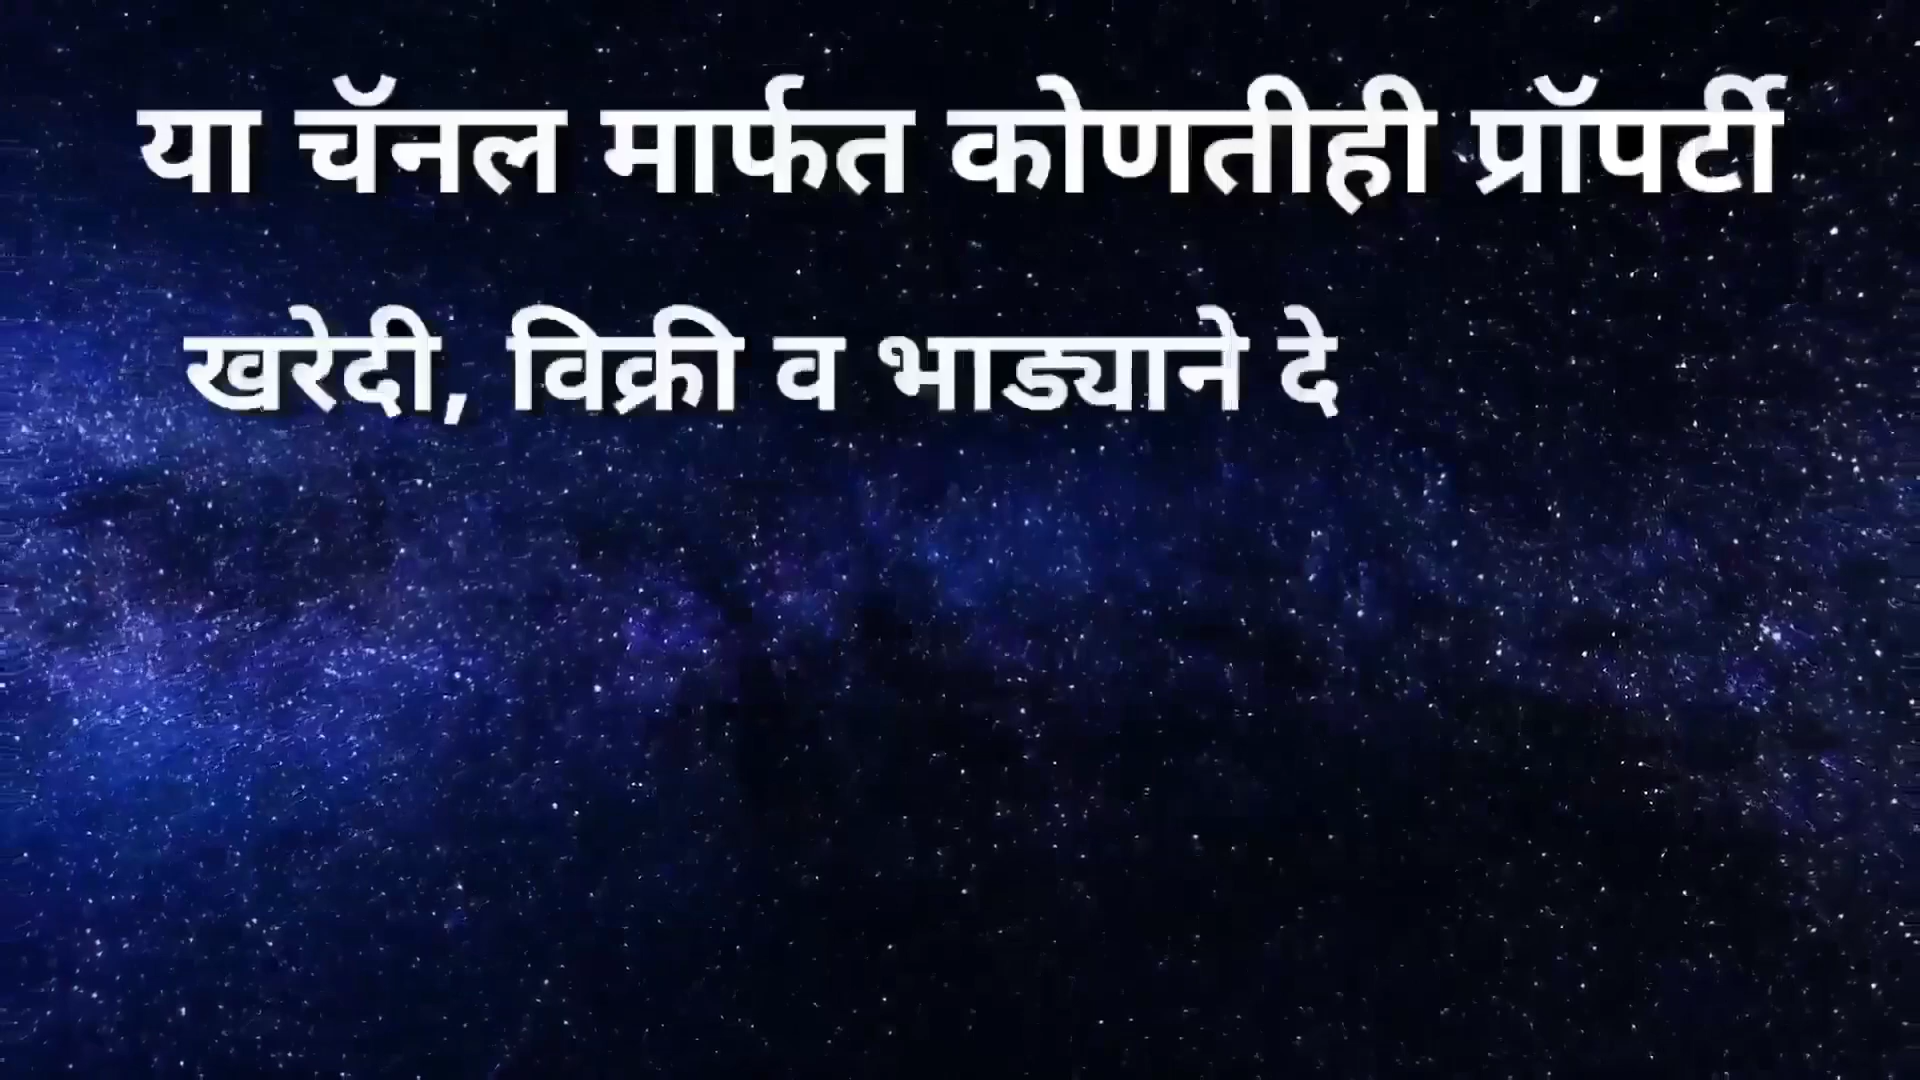 या चॅनल मार्फत कोणतीही प्रॉपर्टी
खरेदी, विक्री व भाड्याने दे